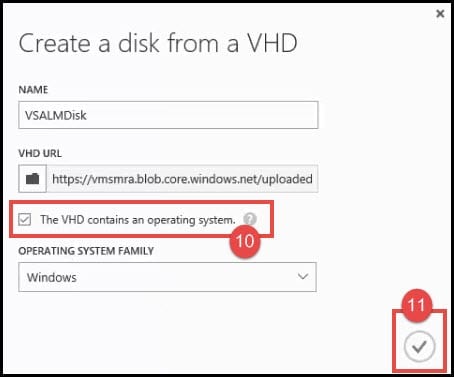 Create a disk from a VHD
NAME
VSALMDisk
VHD URL
https://vmsmra.blob.core.windows.net/uploaded
The VHD contains an operating system. ?
10
OPERATING SYSTEM FAMILY
Windows
11